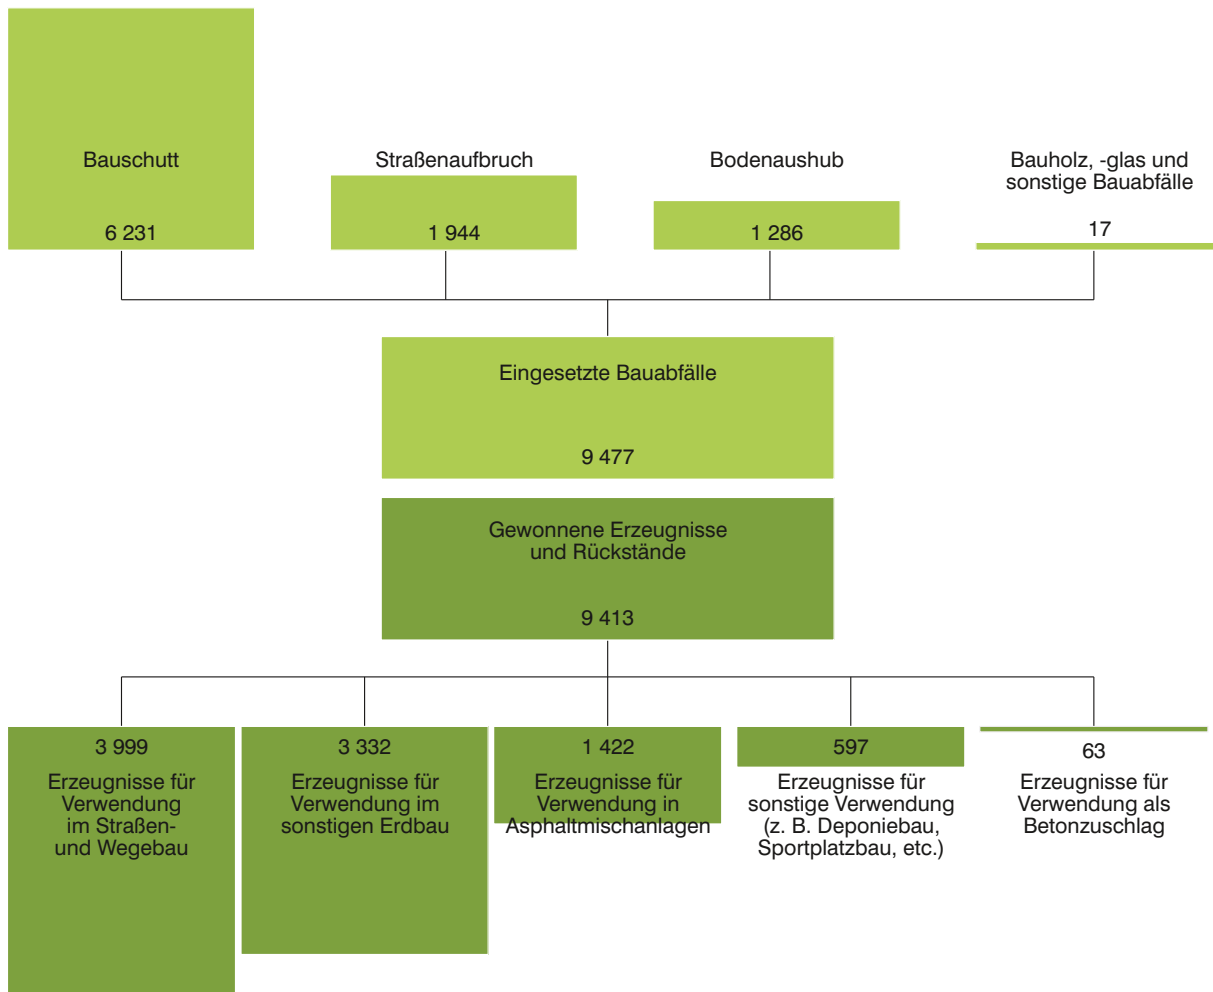 Bauschutt
6 231
Straßenaufbruch
1 944
Bodenaushub
1 286
Bauholz, -glas und
sonstige Bauabfälle
17
Eingesetzte Bauabfälle
9 477
Gewonnene Erzeugnisse
und Rückstände
9 413
3 999
Erzeugnisse für
Verwendung
im Straßen-
und Wegebau
3 332
Erzeugnisse für
Verwendung im
sonstigen Erdbau
1 422
Erzeugnisse für
Verwendung in
Asphaltmischanlagen
597
Erzeugnisse für
sonstige Verwendung
(z. B. Deponiebau,
Sportplatzbau, etc.)
63
Erzeugnisse für
Verwendung als
Betonzuschlag